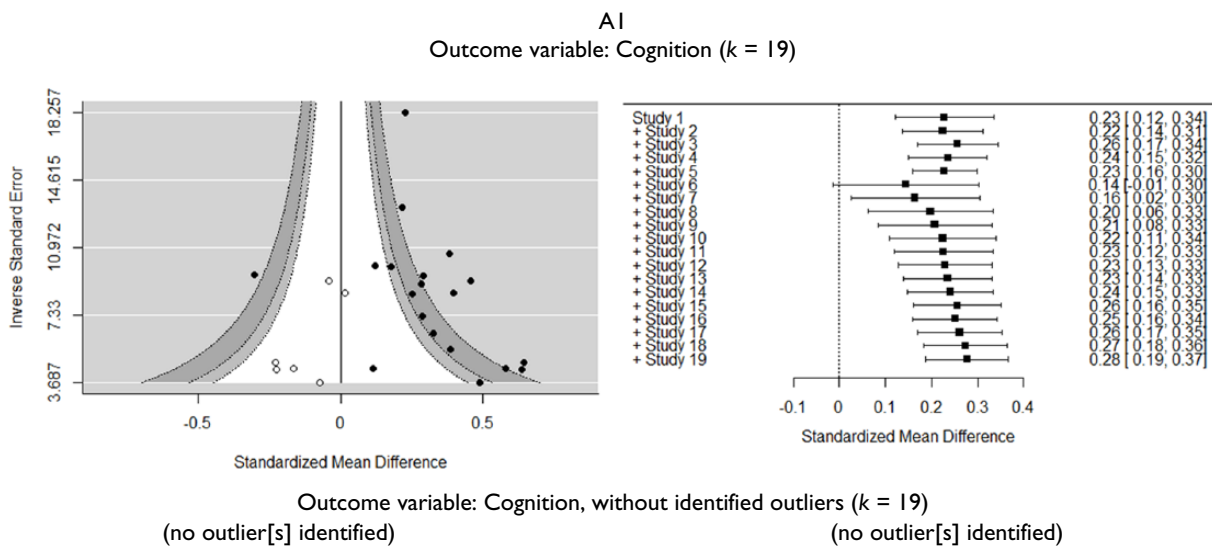 A1
Outcome variable: Cognition (k = 19)
Inverse Standard Error
18.257
14.615
10.972
7.33
3.687
-0.5 0 0.5
Standardized Mean Difference
Study 1 0.23 [ 0.12, 0.34]
+ Study 2 0.22 [ 0.14, 0.31]
+ Study 3 0.26 [ 0.17, 0.34]
+ Study 4 0.24 [ 0.15, 0.32]
+ Study 5 0.23 [ 0.16, 0.30]
+ Study 6 0.14 [-0.01, 0.30]
+ Study 7 0.16 [ 0.02, 0.30]
+ Study 8 0.20 [ 0.06, 0.33]
+ Study 9 0.21 [ 0.08, 0.33]
+ Study 10 0.22 [ 0.11, 0.34]
+ Study 11 0.23 [ 0.12, 0.33]
+ Study 12 0.23 [ 0.13, 0.33]
+ Study 13 0.23 [ 0.14, 0.33]
+ Study 14 0.24 [ 0.15, 0.33]
+ Study 15 0.26 [ 0.16, 0.35]
+ Study 16 0.25 [ 0.16, 0.34]
+ Study 17 0.26 [ 0.17, 0.35]
+ Study 18 0.27 [ 0.18, 0.36]
+ Study 19 0.28 [ 0.19, 0.37]
-0.1 0 0.1 0.2 0.3 0.4
Standardized Mean Difference
Outcome variable: Cognition, without identified outliers (k = 19)
(no outlier[s] identified) (no outlier[s] identified)